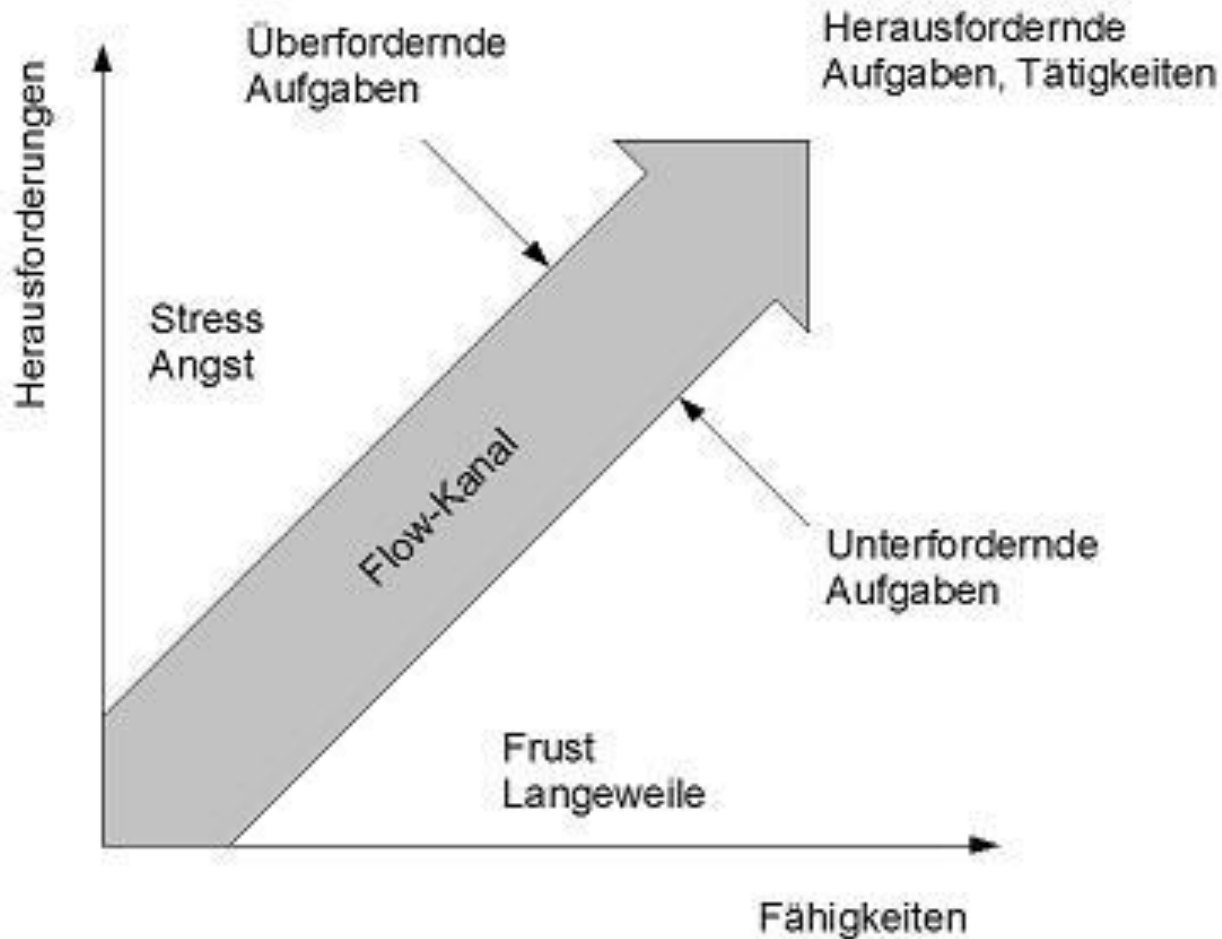 Überfordernde
Aufgaben
Herausfordernde
Aufgaben, Tätigkeiten
Herausforderungen
Stress
Angst
Flow-Kanal
Unterfordernde
Aufgaben
Frust
Langeweile
Fähigkeiten